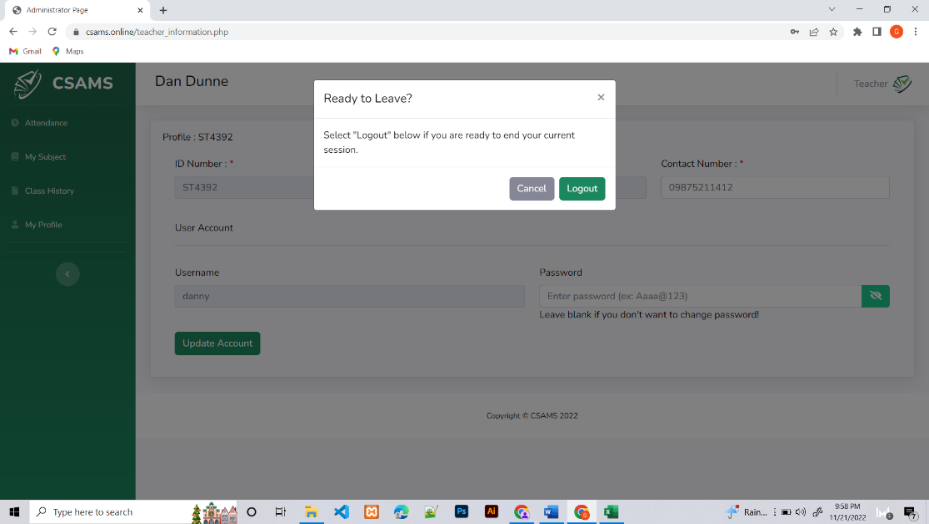 Administrator Page
csams.online/teacher_information.php
G
Gmail
Maps
CSAMS
Dan Dunne
Teacher
Ready to Leave?
Select "Logout" below if you are ready to end your current
session.
Cancel
Logout
Attendance
My Subject
Class History
My Profile
Profile : ST4392
ID Number : *
Contact Number : *
ST4392
09875211412
User Account
Username
Password
danny
Enter password (ex: Aaaa@123)
Leave blank if you don't want to change password!
Update Account
Copyright © CSAMS 2022
Type here to search
Ps
Ai
Rain...
9:58 PM
11/21/2022